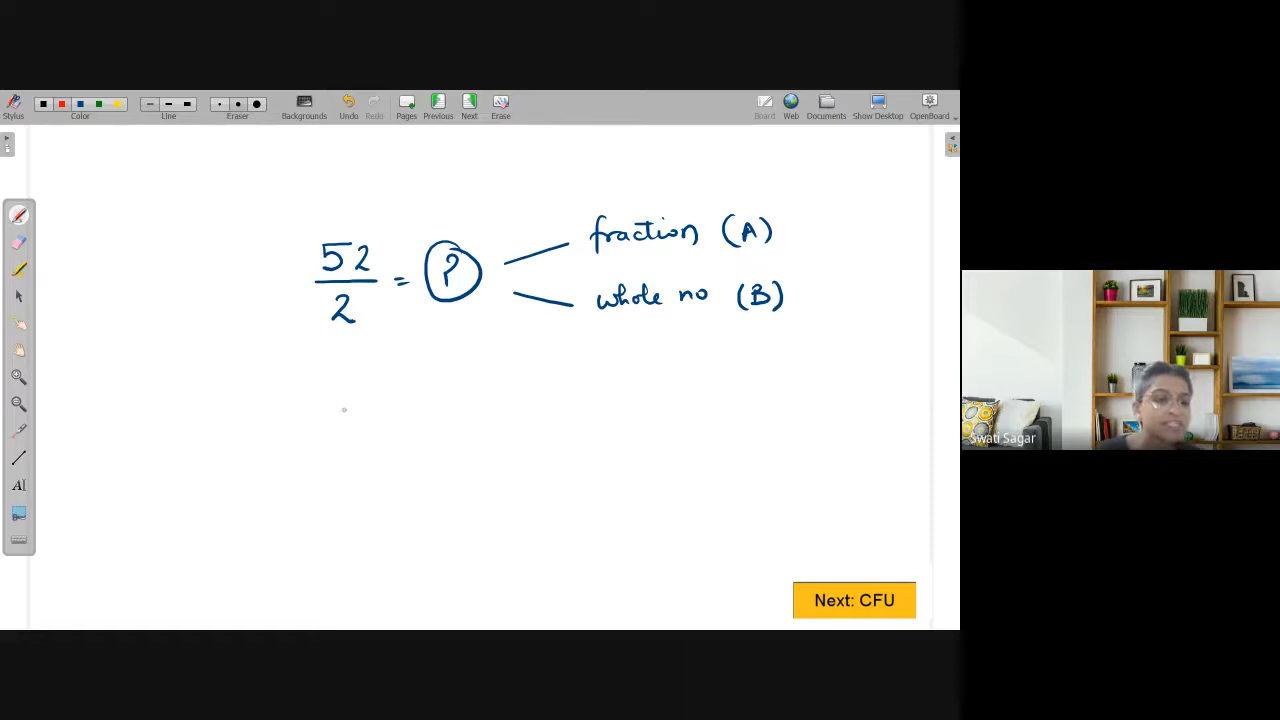 Stylus
Color
Line
Eraser
Backgrounds
Undo
Redo
Pages
Previous
Next
Erase
Board
Web
Documents
Show Desktop
OpenBoard
52
2
= ?
fraction (A)
whole no (B)
AI
Swati Sagar
Next: CFU